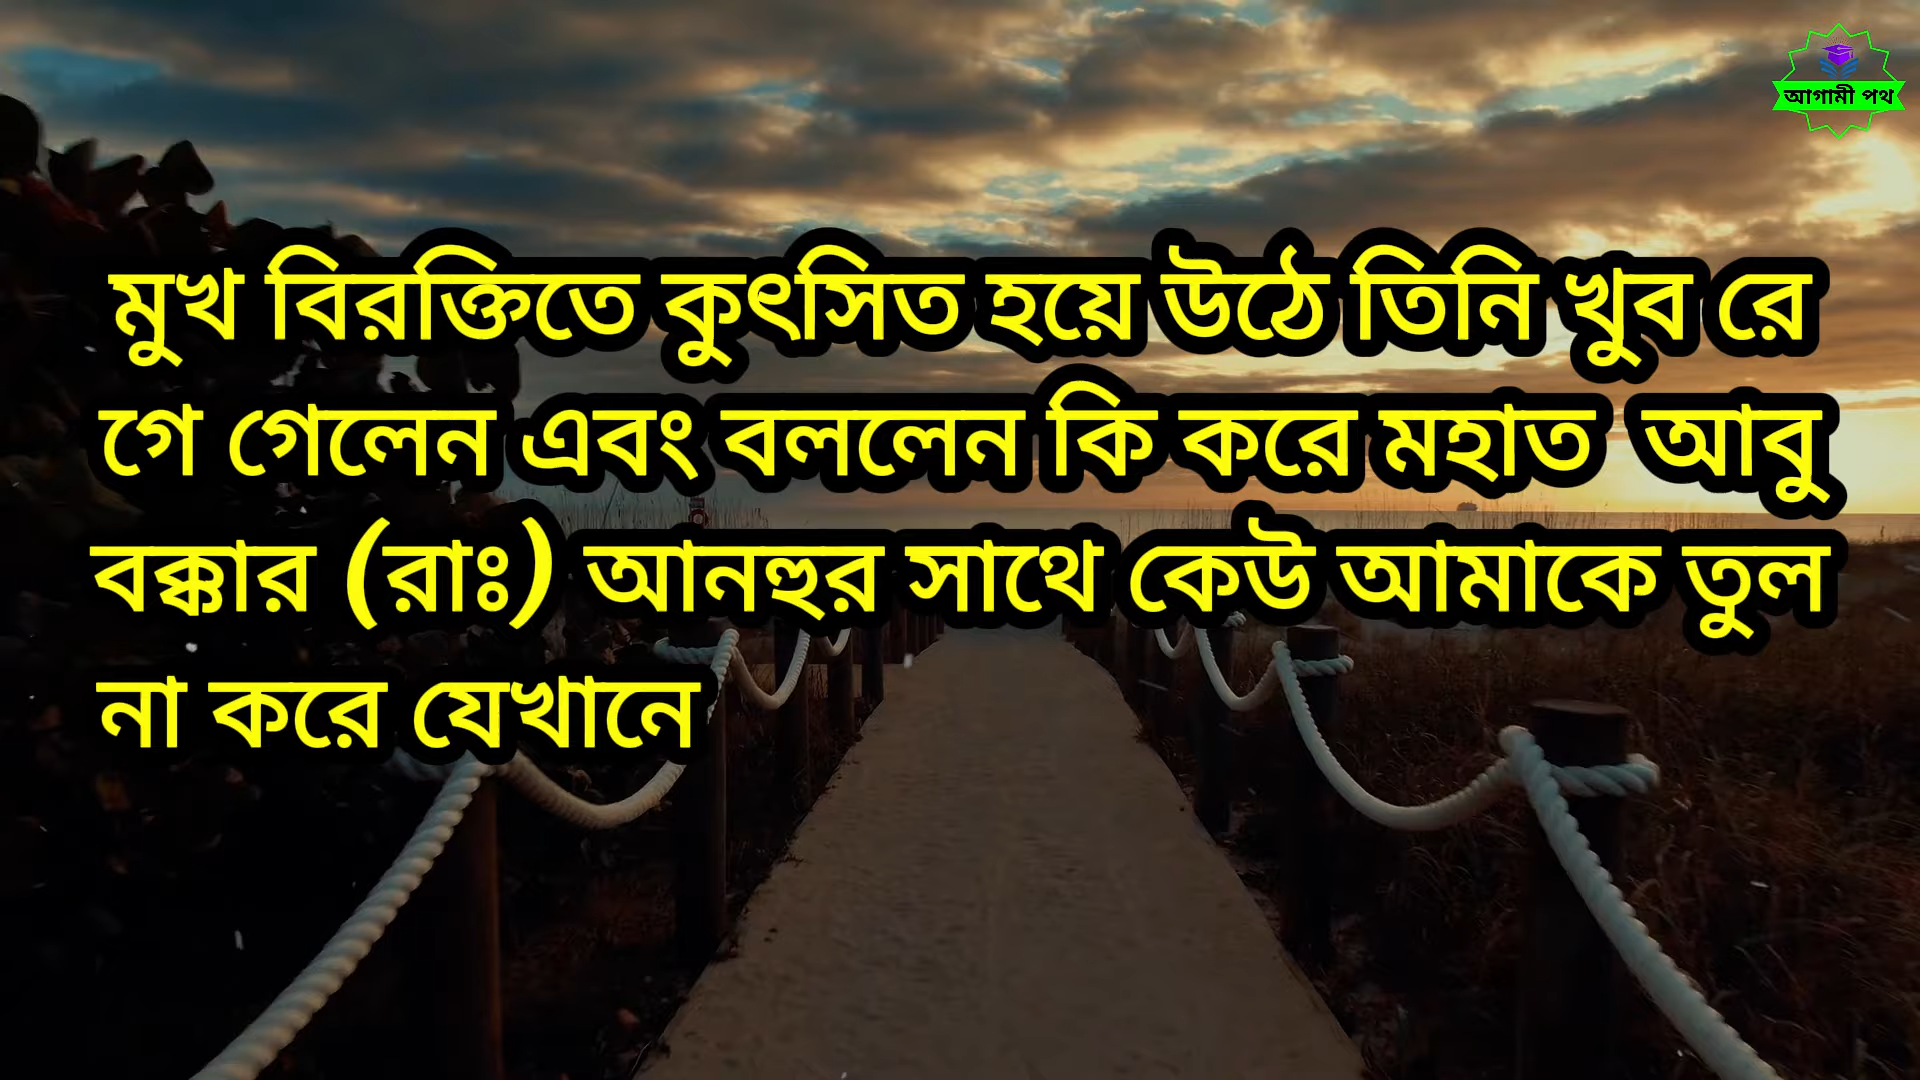 আগামী পথ
মুখ বিরক্তিতে কুৎসিত হয়ে উঠে তিনি খুব রে
গে গেলেন এবং বললেন কি করে মহাত আবু
বক্কার (রাঃ) আনহুর সাথে কেউ আমাকে তুল
না করে যেখানে